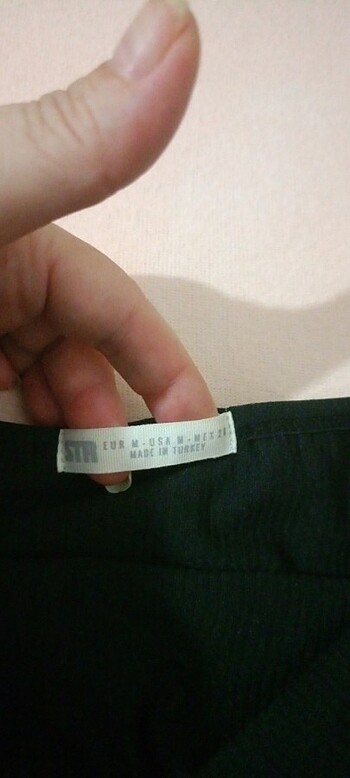 STR EUR M - USA M - MEX 28
MADE IN TURKEY